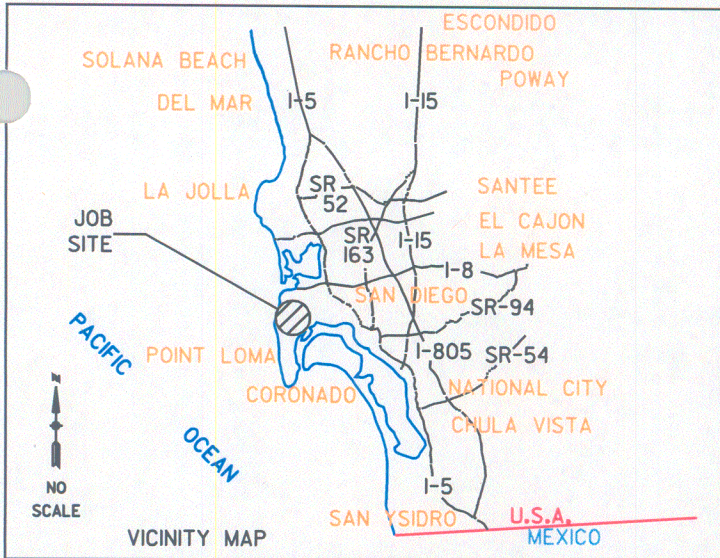 ESCONDIDO
SOLANA BEACH
RANCHO BERNARDO
POWAY
DEL MAR
I-5
I-15
LA JOLLA
SR
52
SANTEE
JOB
SITE
EL CAJON
SR
163
I-15
LA MESA
I-8
SAN DIEGO
SR-94
PACIFIC
POINT LOMA
I-805
SR-54
CORONADO
NATIONAL CITY
CHULA VISTA
N
OCEAN
NO
SCALE
I-5
SAN YSIDRO
U.S.A.
MEXICO
VICINITY MAP